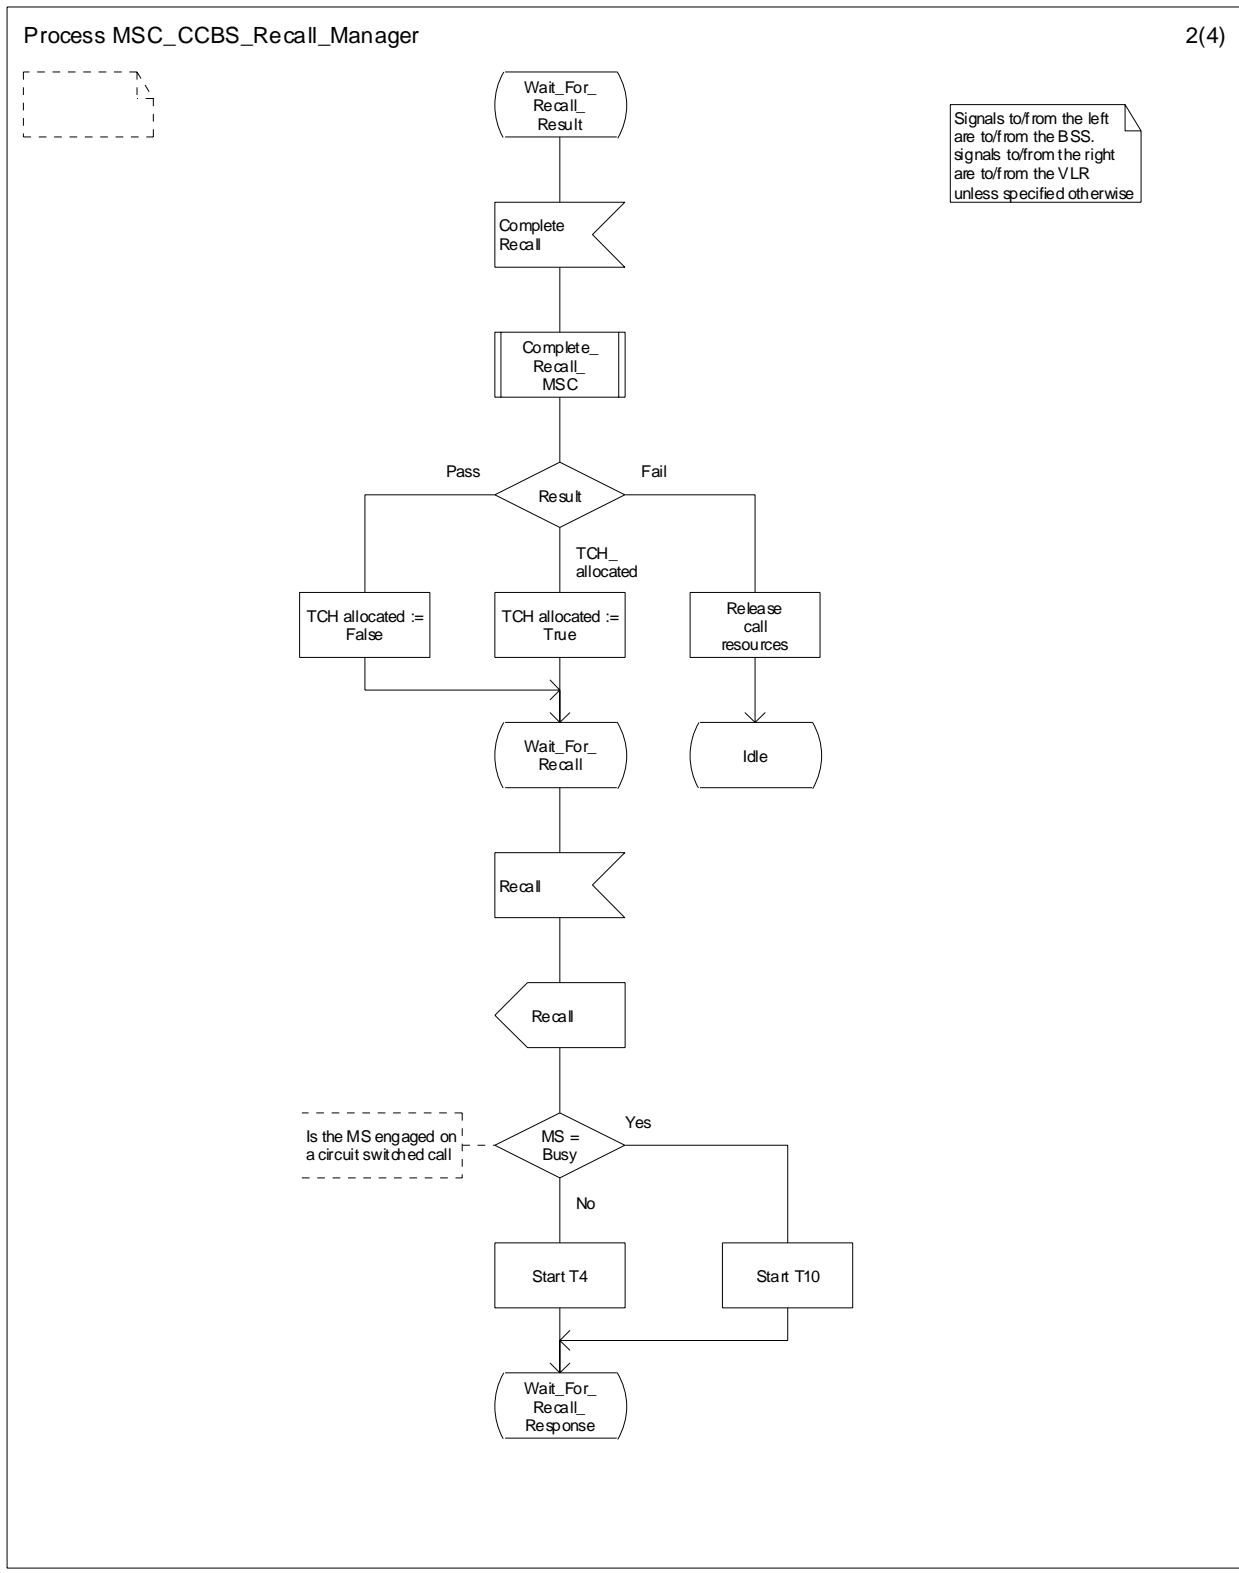 Process MSC_CCBS_Recall_Manager
2(4)
Wait_For_
Recall_
Result
Signals to/from the left
are to/from the BSS.
signals to/from the right
are to/from the VLR
unless specified otherwise
Complete
Recall
Complete_
Recall_
MSC
Pass
Fail
Result
TCH_
allocated
TCH allocated :=
False
TCH allocated :=
True
Release
call
resources
Wait_For_
Recall
Idle
Recall
Recall
Is the MS engaged on
a circuit switched call
MS =
Busy
Yes
No
Start T4
Start T10
Wait_For_
Recall_
Response